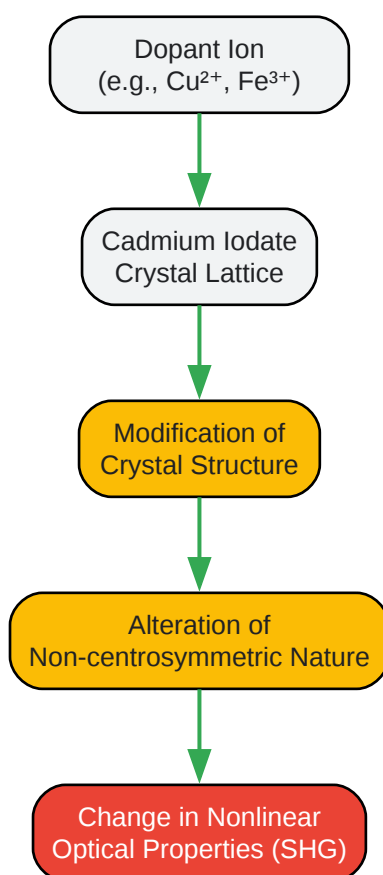 Dopant Ion
(e.g., Cu²⁺, Fe³⁺)
Cadmium Iodate
Crystal Lattice
Modification of
Crystal Structure
Alteration of
Non-centrosymmetric Nature
Change in Nonlinear
Optical Properties (SHG)